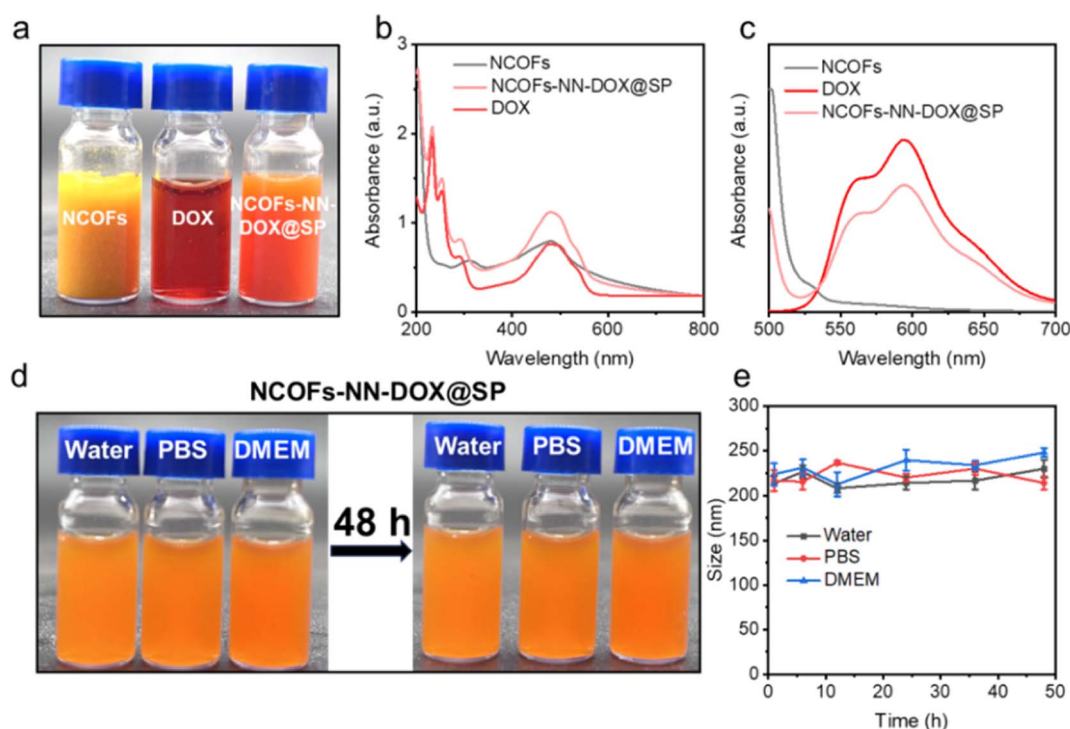 a
NCOFs
DOX
NCOFs-NN-
DOX@SP
b
Absorbance (a.u.)
3
2
1
0
NCOFs
NCOFs-NN-DOX@SP
DOX
200
400
600
800
Wavelength (nm)
c
Absorbance (a.u.)
NCOFs
DOX
NCOFs-NN-DOX@SP
500
550
600
650
700
Wavelength (nm)
d
NCOFs-NN-DOX@SP
Water PBS DMEM
48 h
Water PBS DMEM
e
Size (nm)
300
250
200
150
100
50
0
Water
PBS
DMEM
0 10 20 30 40 50
Time (h)